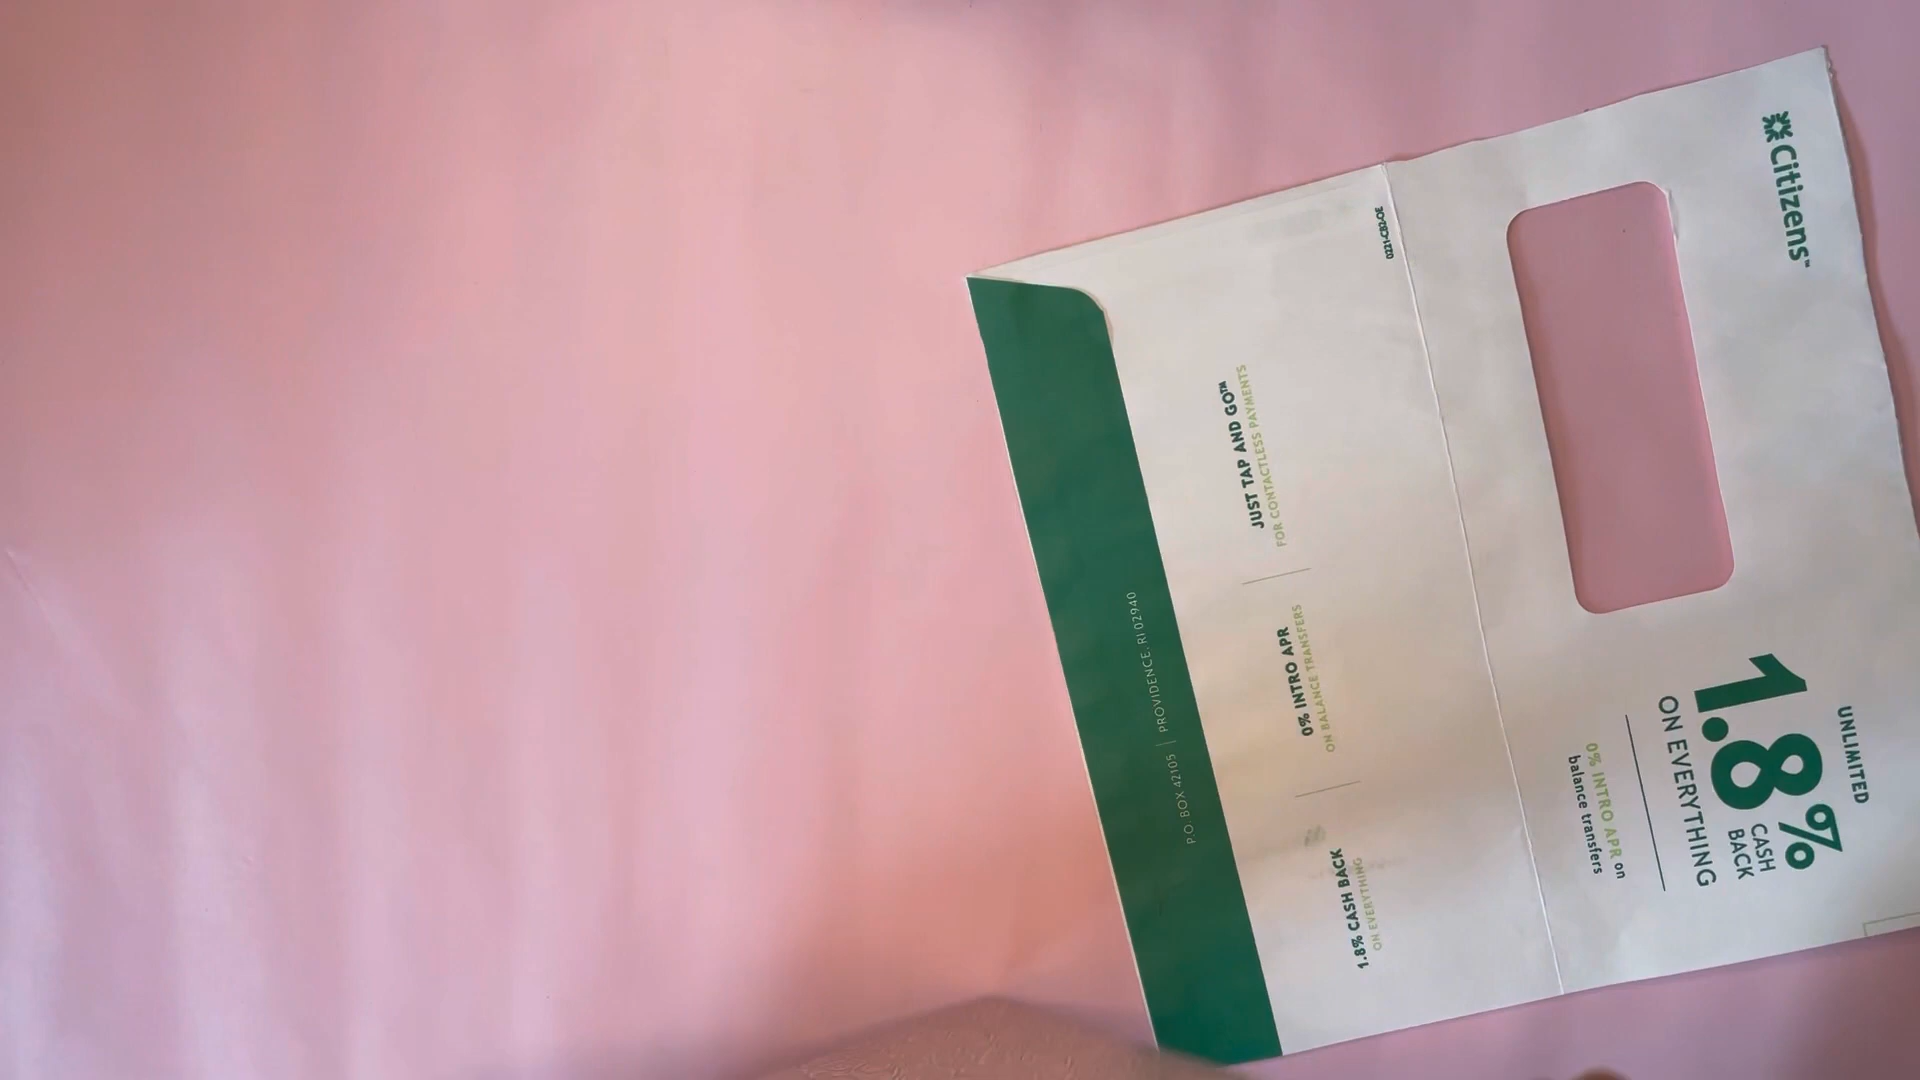 Citizens™
UNLIMITED
1.8% CASH BACK
ON EVERYTHING
0% INTRO APR on
balance transfers
0221-CB2-OE
JUST TAP AND GO™
FOR CONTACTLESS PAYMENTS
0% INTRO APR
ON BALANCE TRANSFERS
1.8% CASH BACK
ON EVERYTHING
P.O. BOX 42105 | PROVIDENCE, RI 02940